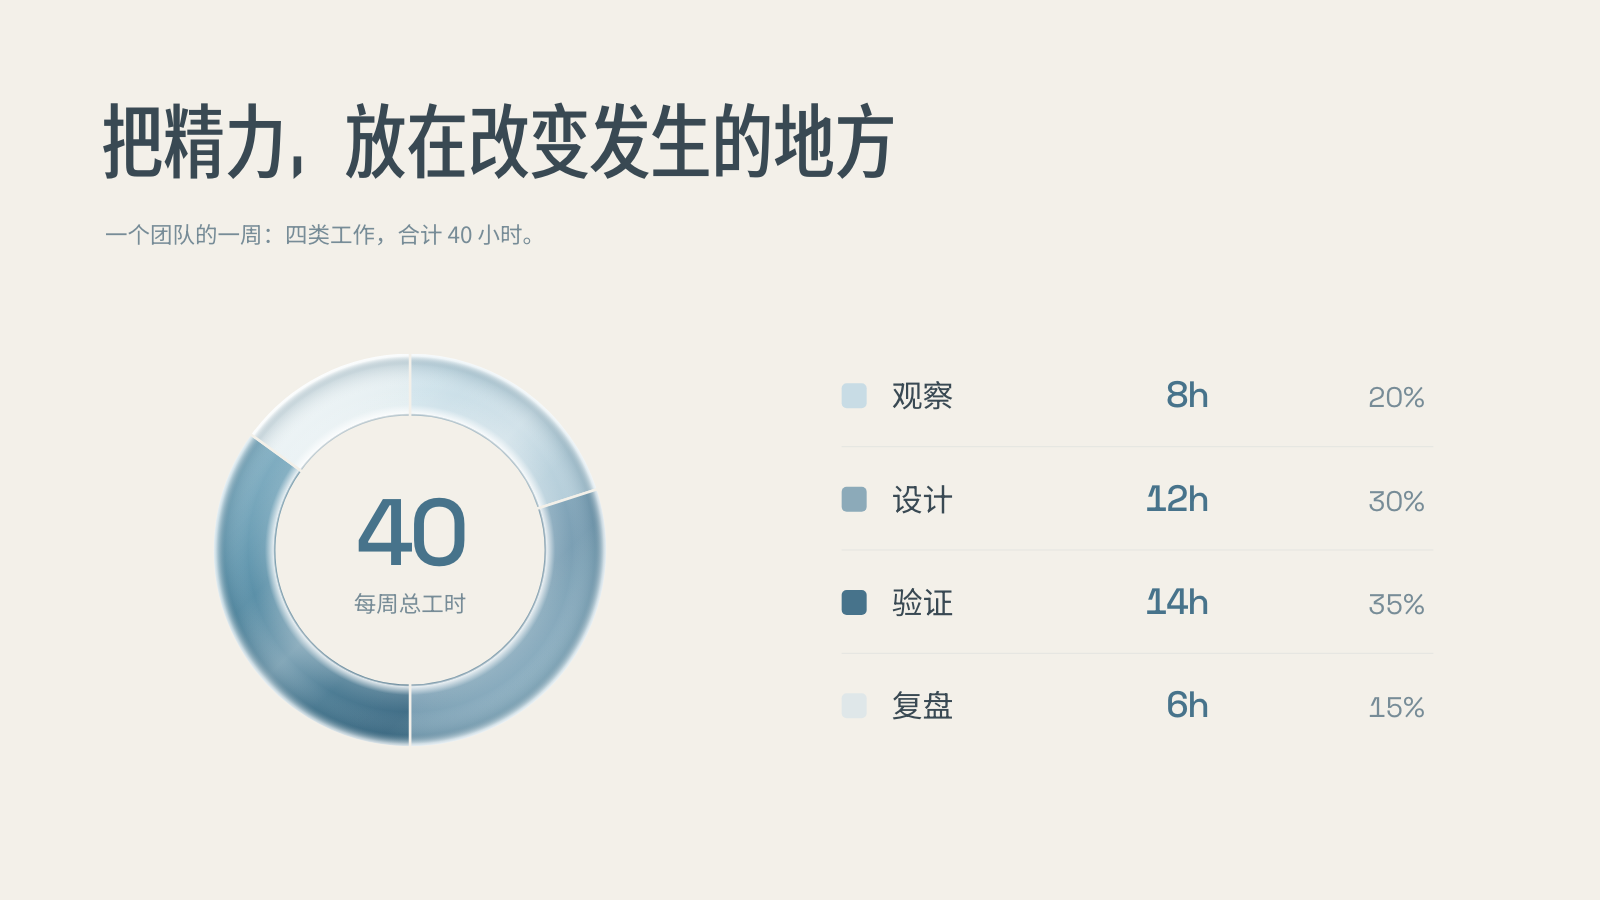 把精力，放在改变发生的地方
一个团队的一周：四类工作，合计 40 小时。
40
每周总工时
观察 8h 20%
设计 12h 30%
验证 14h 35%
复盘 6h 15%